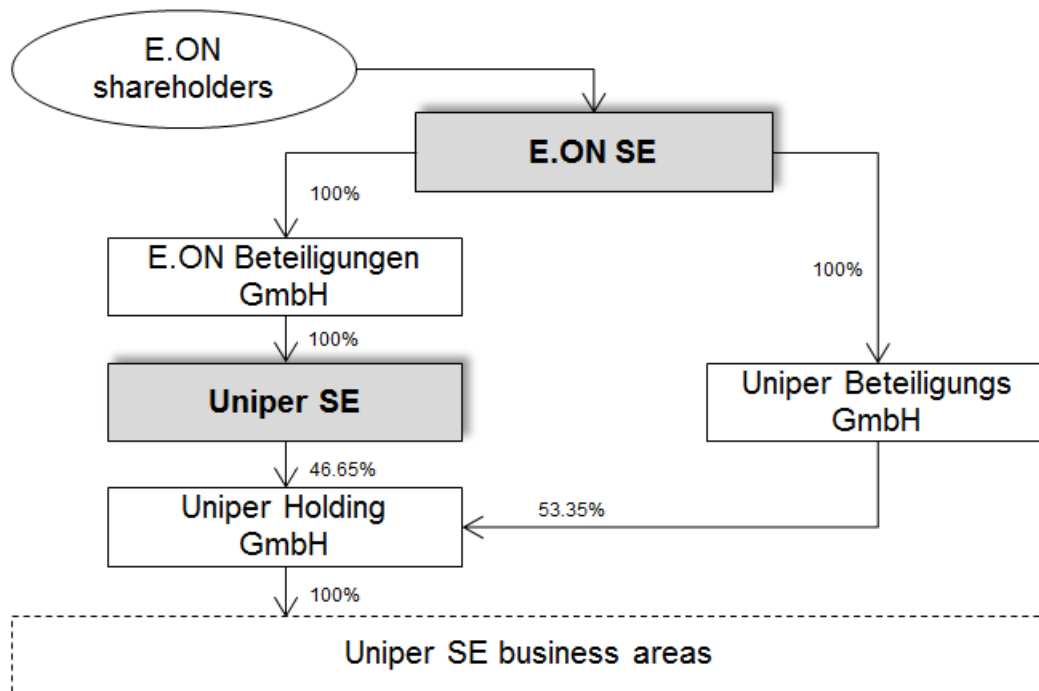 E.ON
shareholders
E.ON SE
100%
100%
E.ON Beteiligungen
GmbH
100%
Uniper SE
Uniper Beteiligungs
GmbH
46.65%
53.35%
Uniper Holding
GmbH
100%
Uniper SE business areas